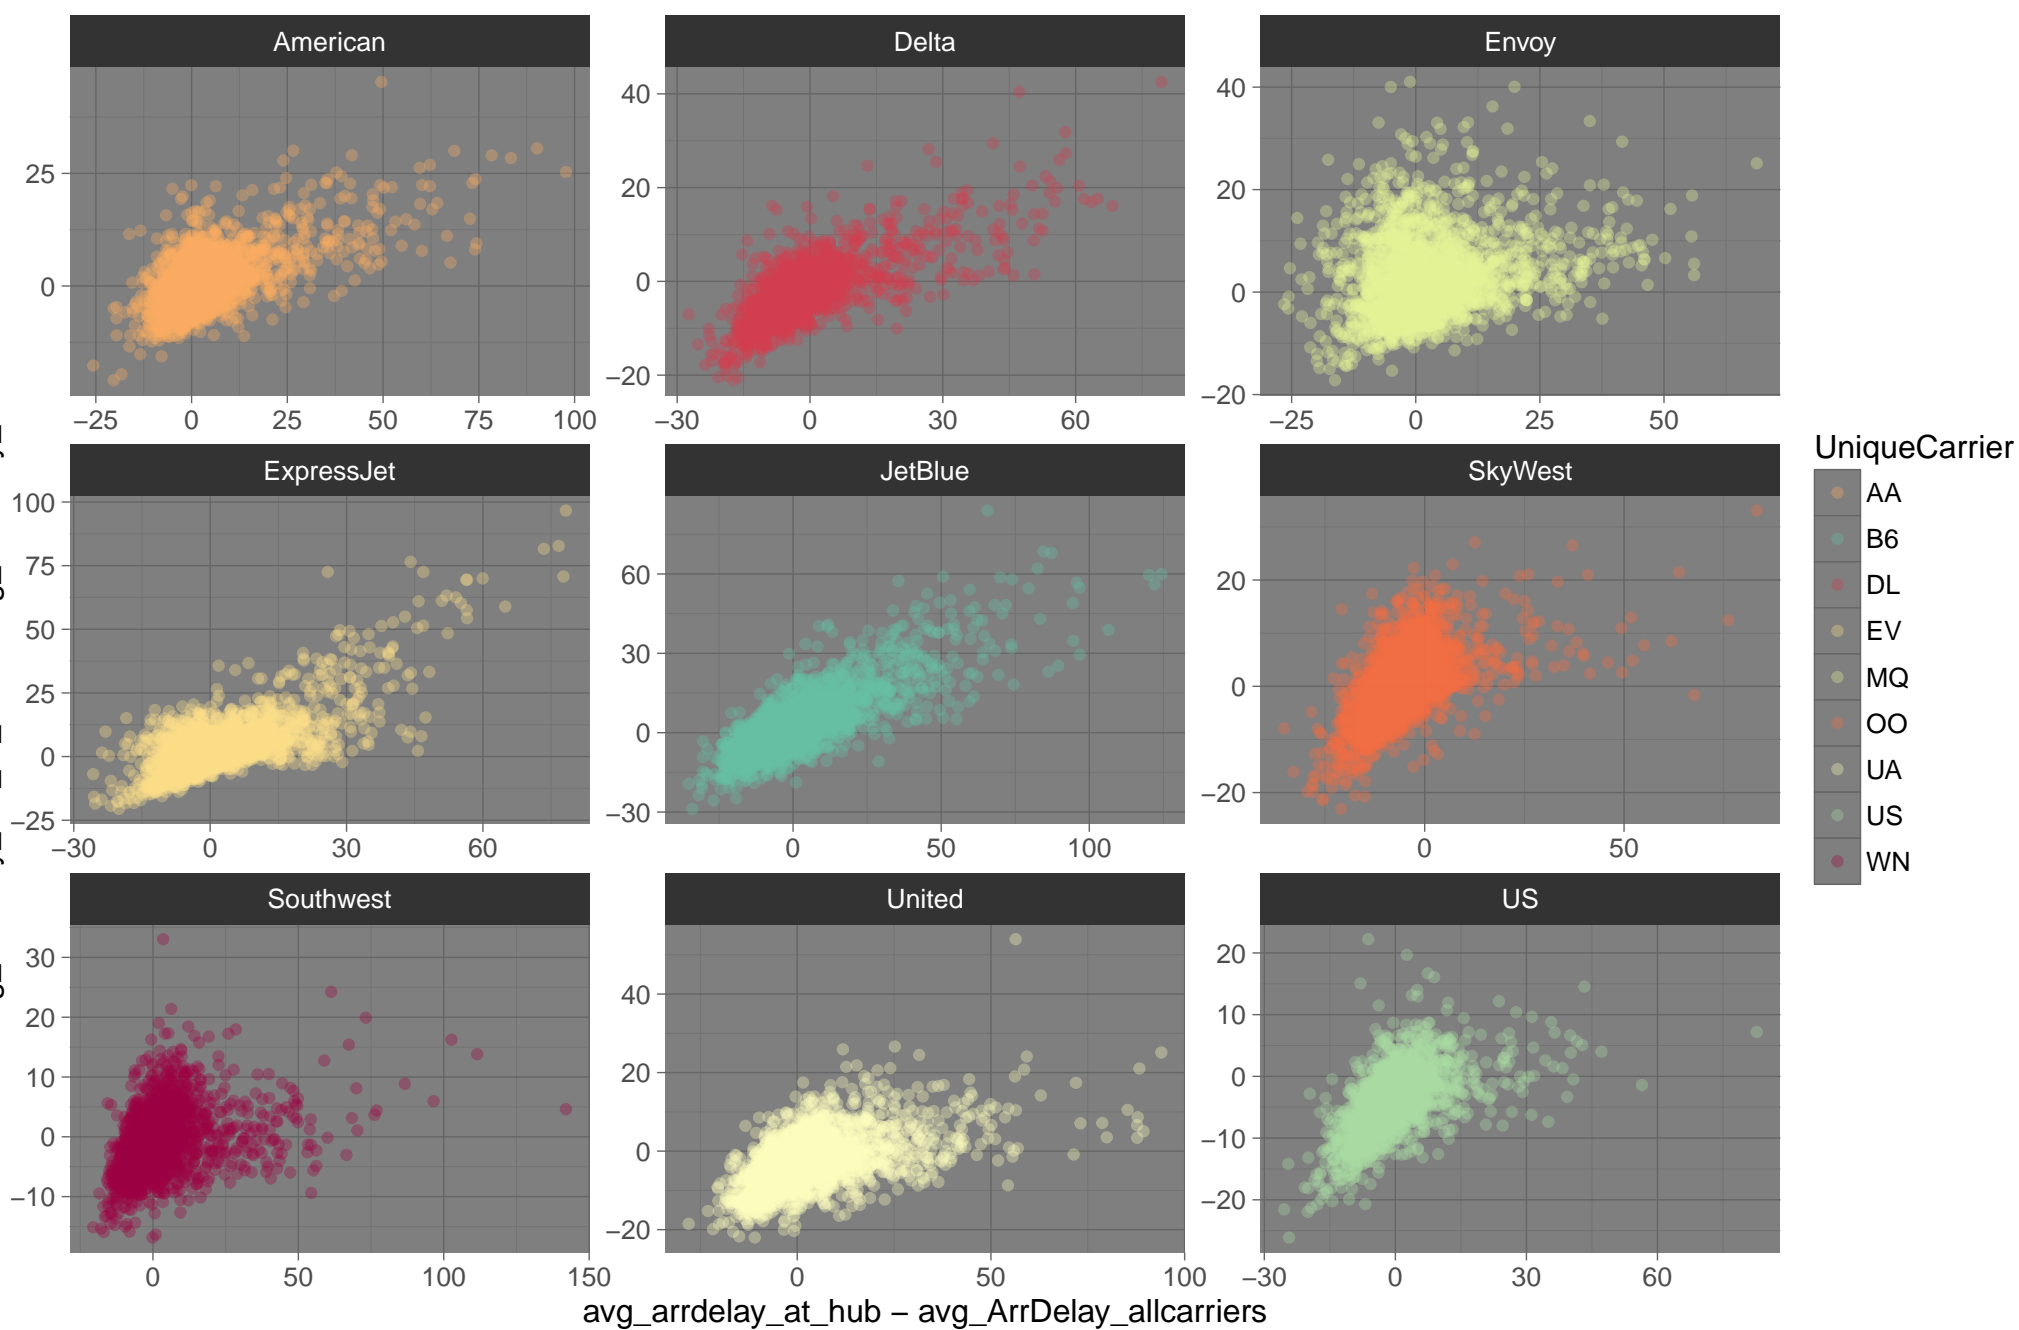 American Delta Envoy
25
0
40
20
0
−20
40
20
0
−20
−25 0 25 50 75 100
−30 0 30 60
−25 0 25 50
ExpressJet JetBlue SkyWest
100
75
50
25
0
−25
60
30
0
−30
20
0
−20
−30 0 30 60
0 50 100
0 50
Southwest United US
30
20
10
0
−10
40
20
0
−20
20
10
0
−10
−20
0 50 100 150
0 50 100
−30 0 30 60
avg_arrdelay_at_hub − avg_ArrDelay_allcarriers
UniqueCarrier
AA
B6
DL
EV
MQ
OO
UA
US
WN